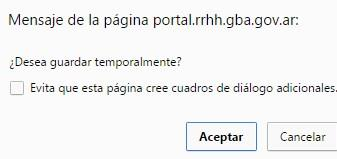 Mensaje de la página portal.rrhh.gba.gov.ar:
¿Desea guardar temporalmente?
Evita que esta página cree cuadros de diálogo adicionales.
Aceptar
Cancelar